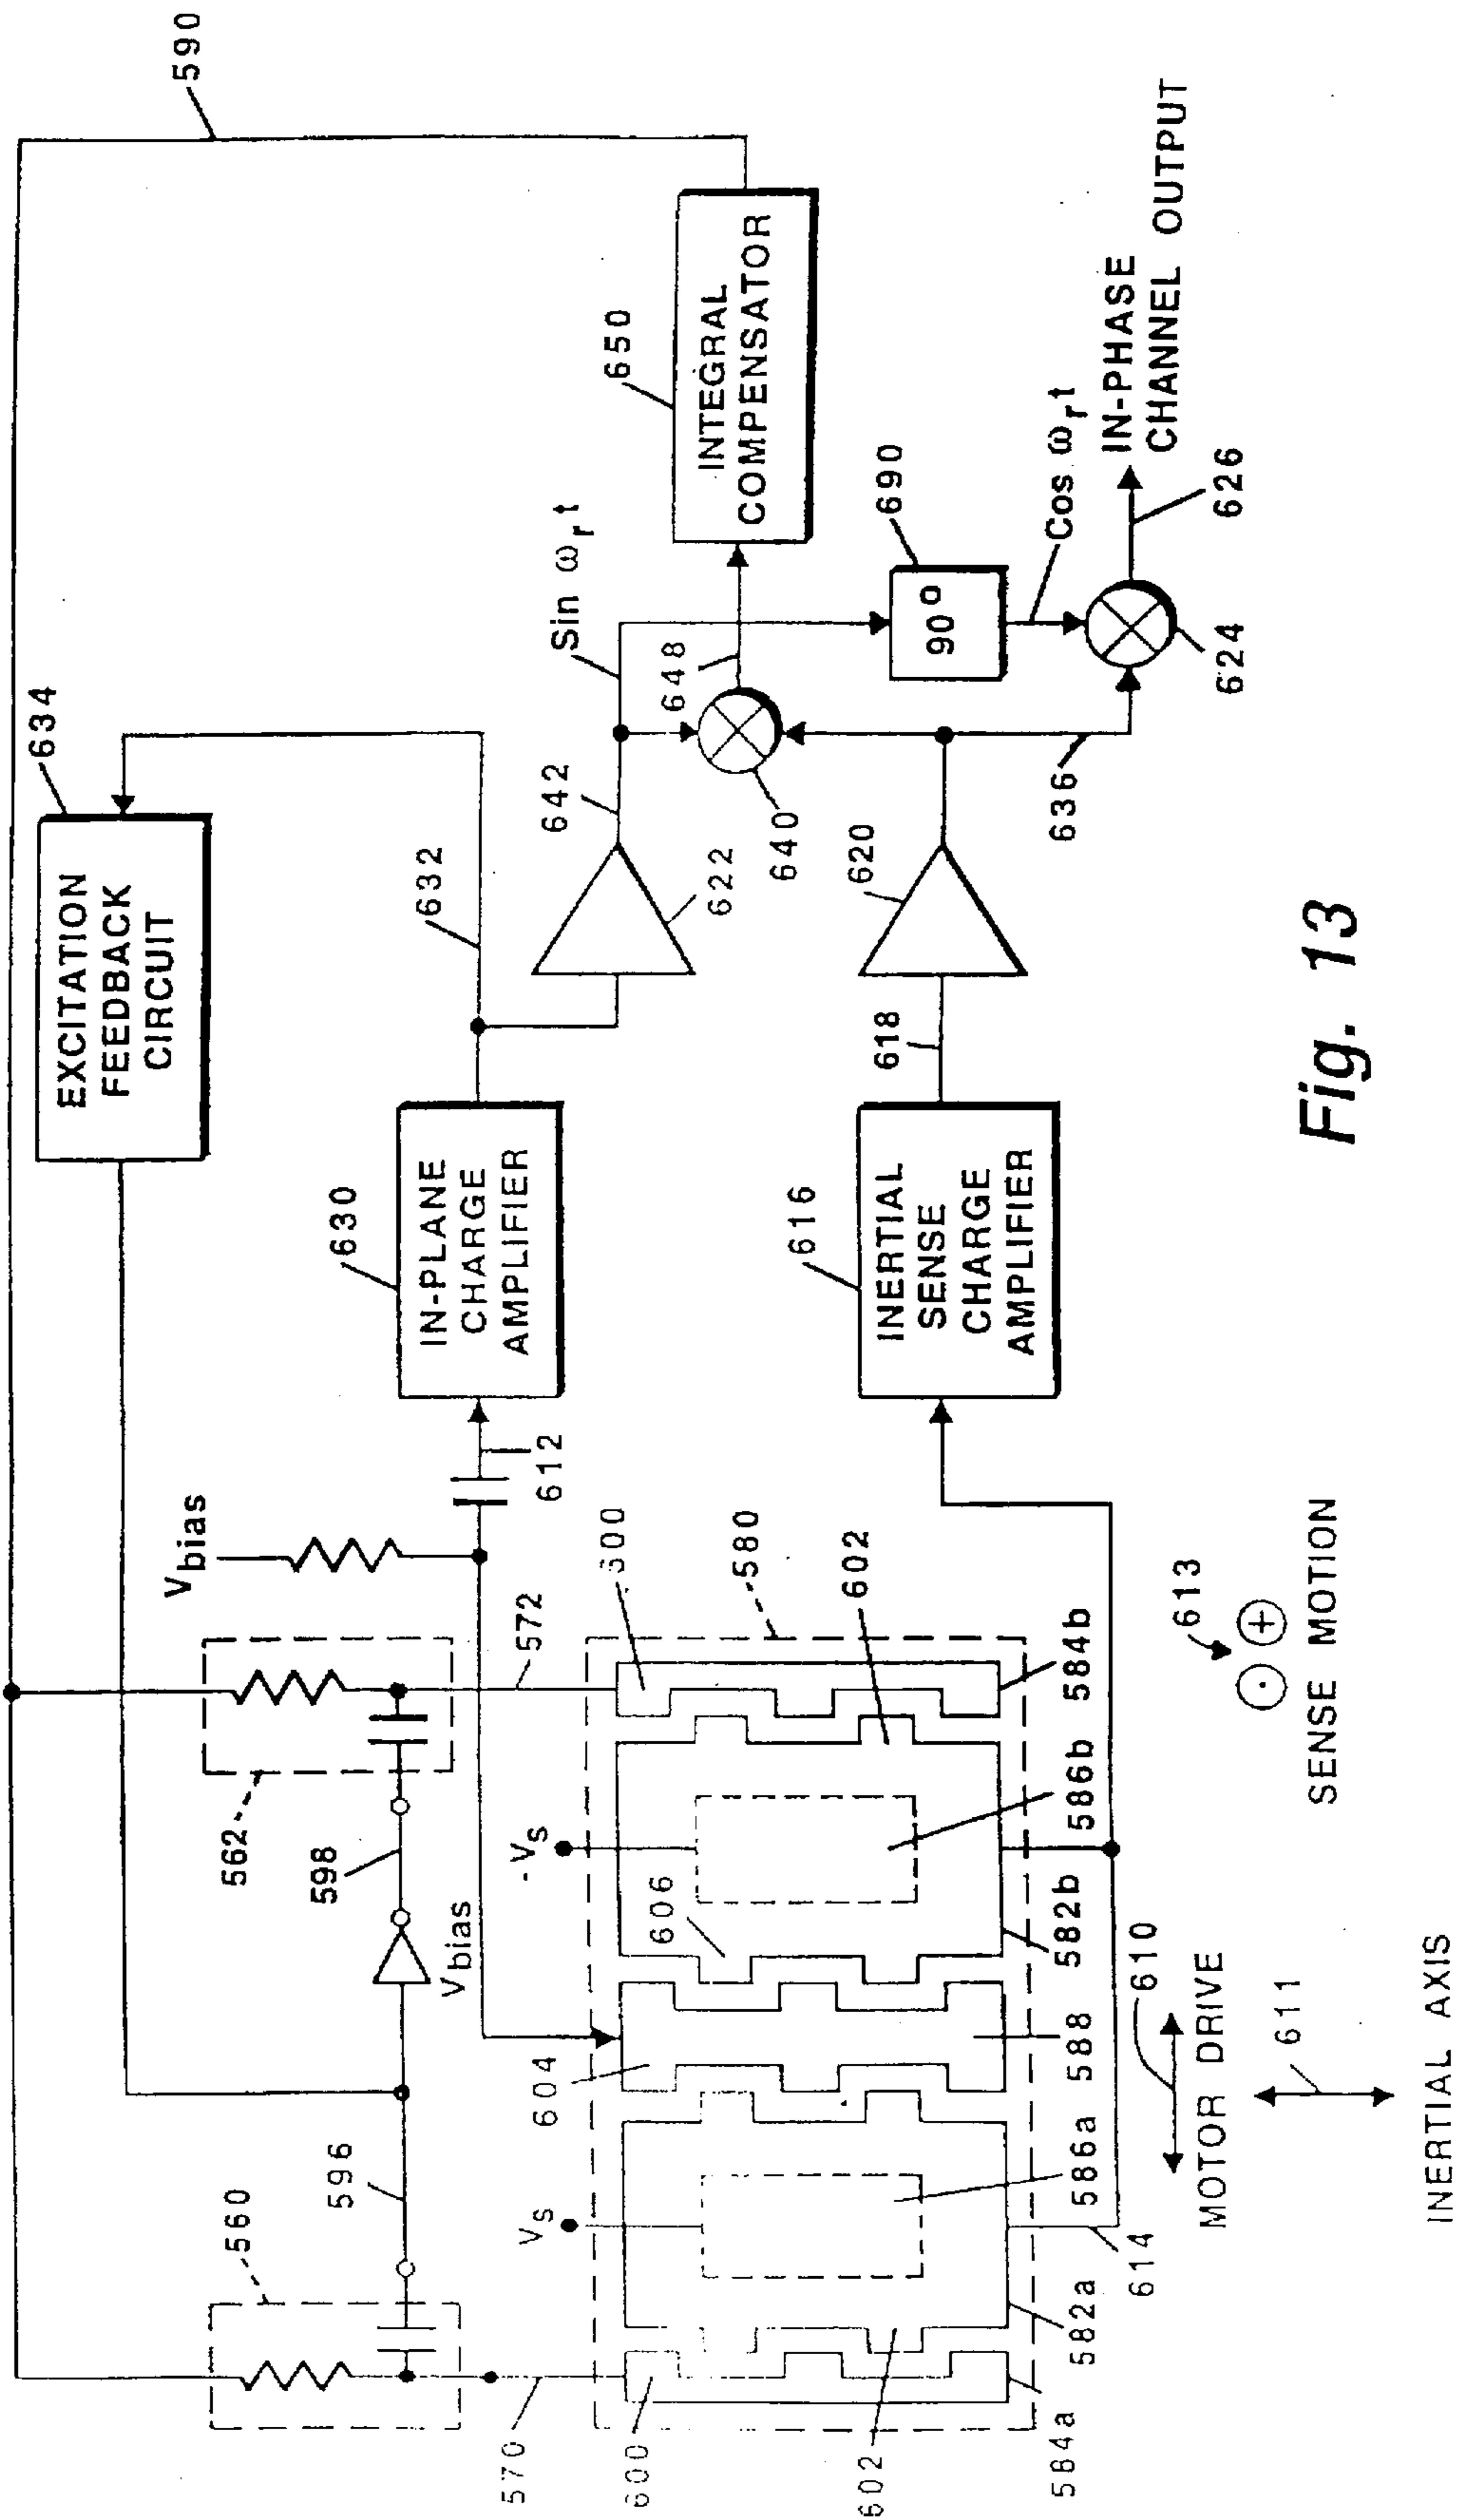 590
634
EXCITATION
FEEDBACK
CIRCUIT
632
642
622
Sin ωrt
648
640
650
INTEGRAL
COMPENSATOR
690
90°
Cos ωrt
IN-PHASE
CHANNEL OUTPUT
626
624
636
620
618
630
IN-PLANE
CHARGE
AMPLIFIER
616
INERTIAL
SENSE
CHARGE
AMPLIFIER
612
Vbias
562
598
Vbias
572
560
596
570
580
600
602
584b
586b
-Vs
606
582b
588
604
Vs
586a
614
582a
584a
602
600
610
MOTOR DRIVE
611
INERTIAL AXIS
613
SENSE MOTION
Fig. 13